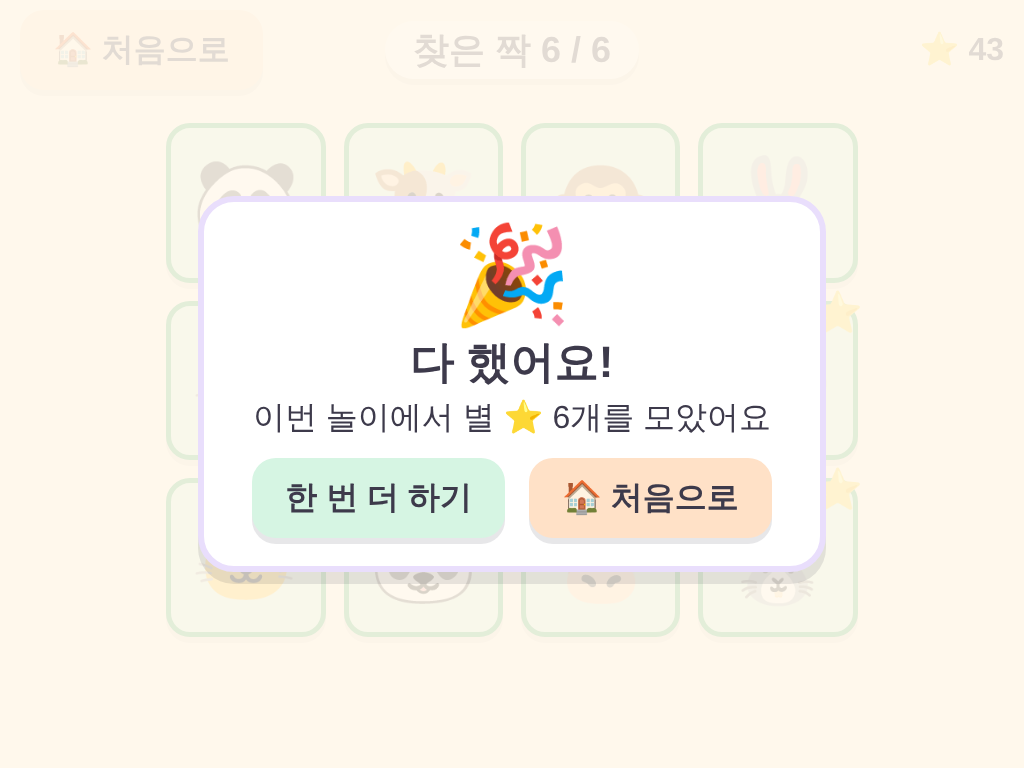 처음으로
찾은 짝 6 / 6
43
다 했어요!
이번 놀이에서 별 ⭐ 6개를 모았어요
한 번 더 하기
처음으로